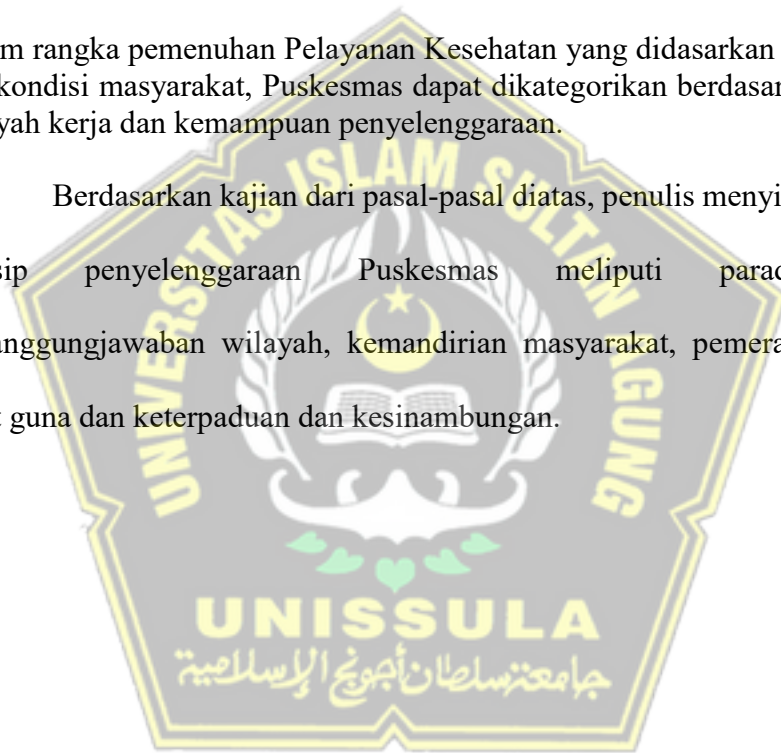 m rangka pemenuhan Pelayanan Kesehatan yang didasarkan
kondisi masyarakat, Puskesmas dapat dikategorikan berdasar
yah kerja dan kemampuan penyelenggaraan.
Berdasarkan kajian dari pasal-pasal diatas, penulis menyi
sip penyelenggaraan Puskesmas meliputi parad
anggungjawaban wilayah, kemandirian masyarakat, pemera
t guna dan keterpaduan dan kesinambungan.
UNIVERSITAS ISLAM SULTAN AGUNG
UNISSULA
جامعة سلطان أجونج الإسلامية